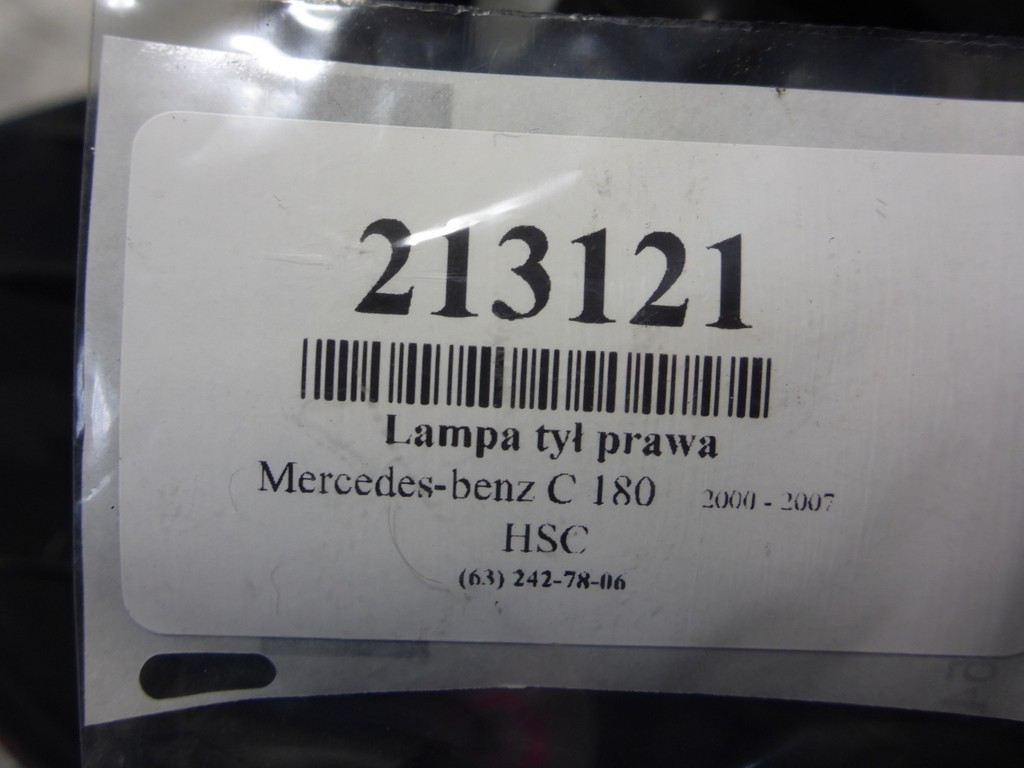 213121
Lampa tył prawa
Mercedes-benz C 180 2000 - 2007
HSC
(63) 242-78-06